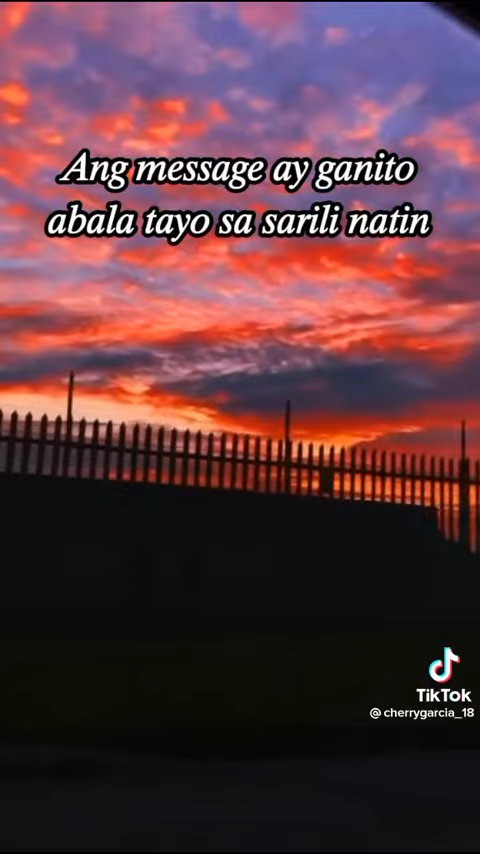 Ang message ay ganito
abala tayo sa sarili natin
TikTok
@cherrygarcia_18